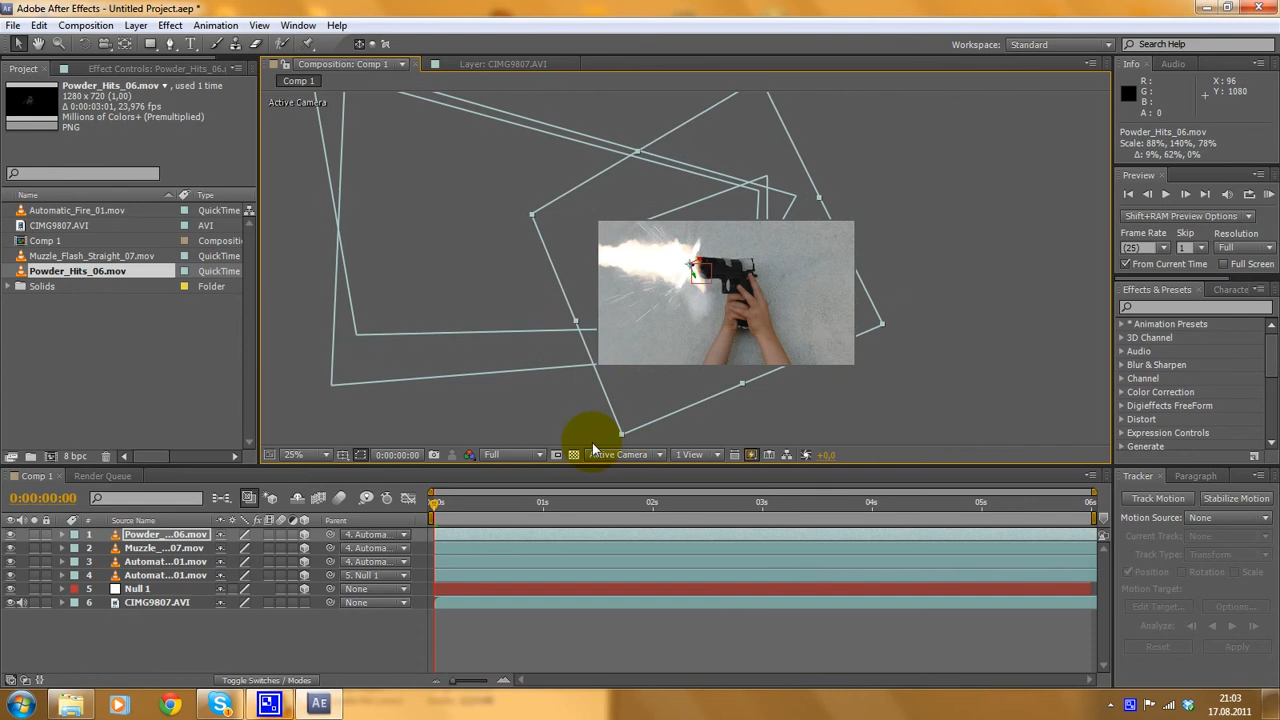 Adobe After Effects - Untitled Project.aep *
File Edit Composition Layer Effect Animation View Window Help
Workspace: Standard Search Help
Project Effect Controls: Powder_Hits_06.m
Composition: Comp 1 Layer: CIMG9807.AVI
Info Audio
Powder_Hits_06.mov , used 1 time
1280 x 720 (1,00)
Δ 0:00:03:01, 23,976 fps
Millions of Colors+ (Premultiplied)
PNG
Comp 1
Active Camera
R :
G :
B :
A : 0
X : 96
Y : 1080
Powder_Hits_06.mov
Scale: 88%, 140%, 78%
Δ: 9%, 62%, 0%
Preview
Name Type
Automatic_Fire_01.mov QuickTime
CIMG9807.AVI AVI
Comp 1 Compositi
Muzzle_Flash_Straight_07.mov QuickTime
Powder_Hits_06.mov QuickTime
Solids Folder
Shift+RAM Preview Options
Frame Rate Skip Resolution
(25) 1 Full
From Current Time Full Screen
Effects & Presets Characte
* Animation Presets
3D Channel
Audio
Blur & Sharpen
Channel
Color Correction
Digieffects FreeForm
Distort
Expression Controls
Generate
8 bpc
25% 0:00:00:00 Full Active Camera 1 View +0,0
Comp 1 Render Queue
Tracker Paragraph
0:00:00:00
01s 02s 03s 04s 05s 06s
# Source Name Parent
1 Powder_...06.mov 4. Automa...
2 Muzzle_...07.mov 4. Automa...
3 Automat...01.mov 4. Automa...
4 Automat...01.mov 5. Null 1
5 Null 1 None
6 CIMG9807.AVI None
Track Motion Stabilize Motion
Motion Source: None
Current Track: None
Track Type: Transform
Position Rotation Scale
Motion Target:
Edit Target... Options...
Analyze:
Reset Apply
Toggle Switches / Modes
21:03
17.08.2011